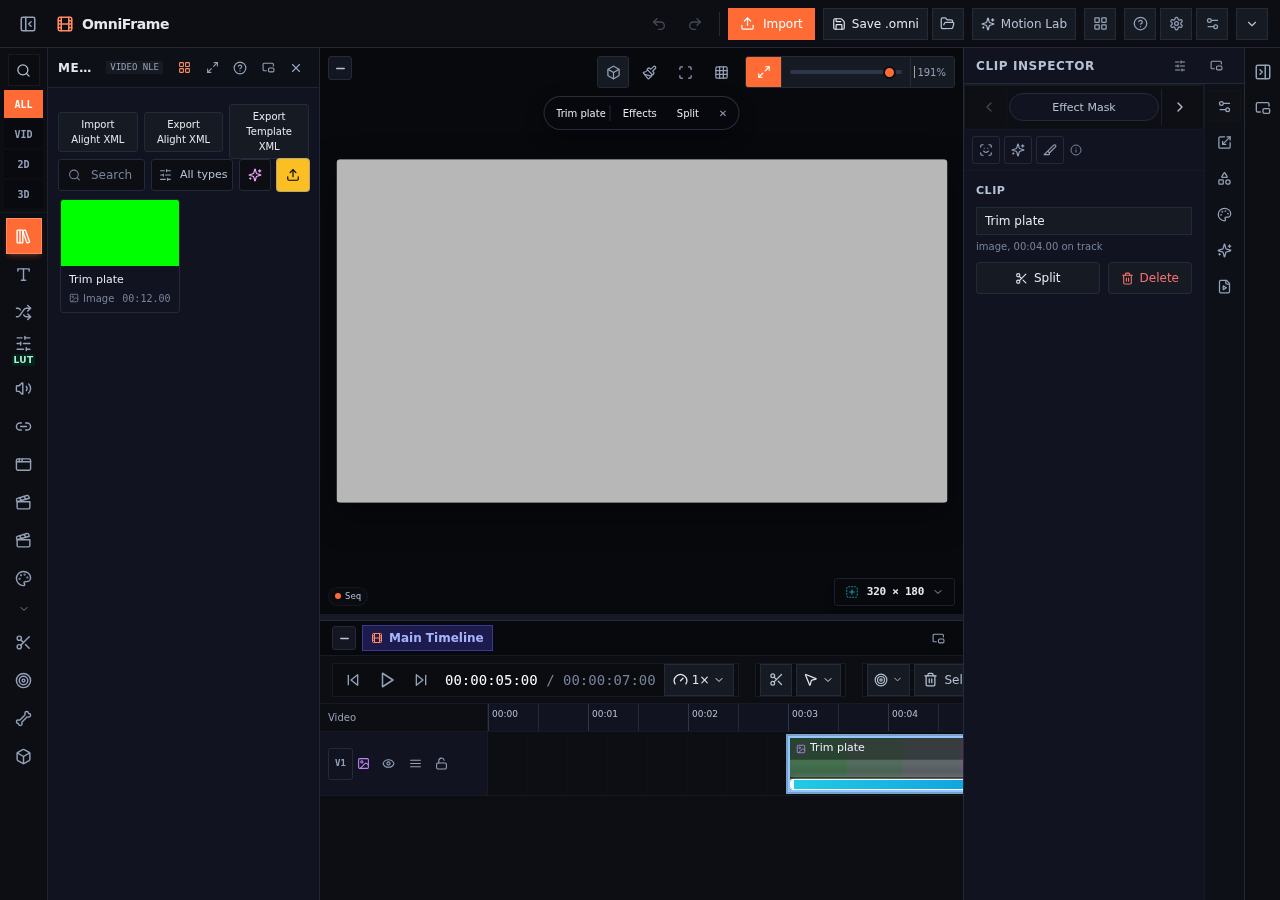 OmniFrame
Import
Save .omni
Motion Lab
ME...
VIDEO NLE
191%
CLIP INSPECTOR
ALL
VID
2D
3D
LUT
Import
Alight XML
Export
Alight XML
Export
Template
XML
Search
All types
Trim plate
Image 00:12.00
Trim plate
Effects
Split
×
Effect Mask
CLIP
Trim plate
image, 00:04.00 on track
Split
Delete
Seq
320 × 180
Main Timeline
00:00:05:00 / 00:00:07:00
1×
Sel
Video
00:00
00:01
00:02
00:03
00:04
V1
Trim plate